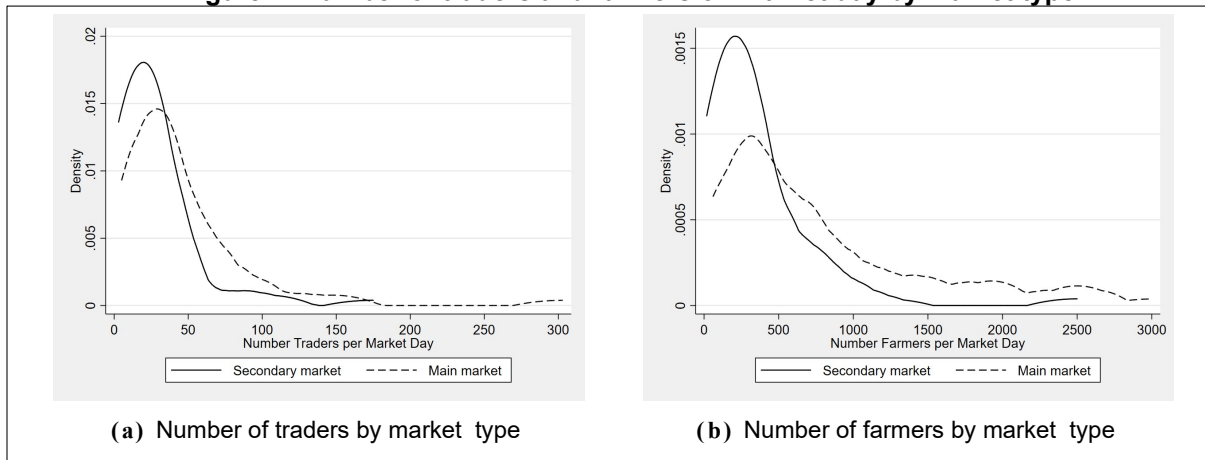 .02
.015
.01
.005
0
Density
0 50 100 150 200 250 300
Number Traders per Market Day
Secondary market Main market
(a) Number of traders by market type
.0015
.001
.0005
0
Density
0 500 1000 1500 2000 2500 3000
Number Farmers per Market Day
Secondary market Main market
(b) Number of farmers by market type